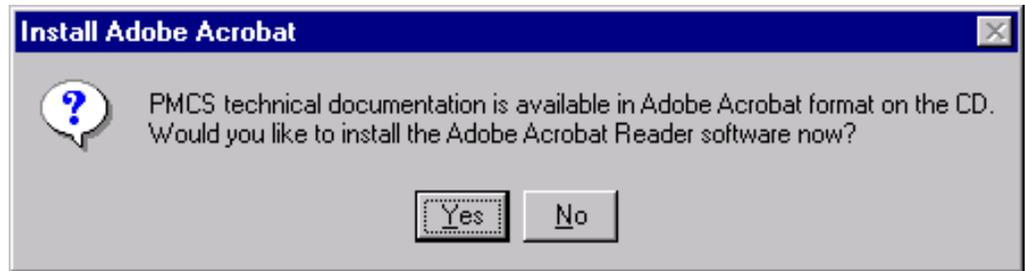 Install Adobe Acrobat
PMCS technical documentation is available in Adobe Acrobat format on the CD.
Would you like to install the Adobe Acrobat Reader software now?
Yes No